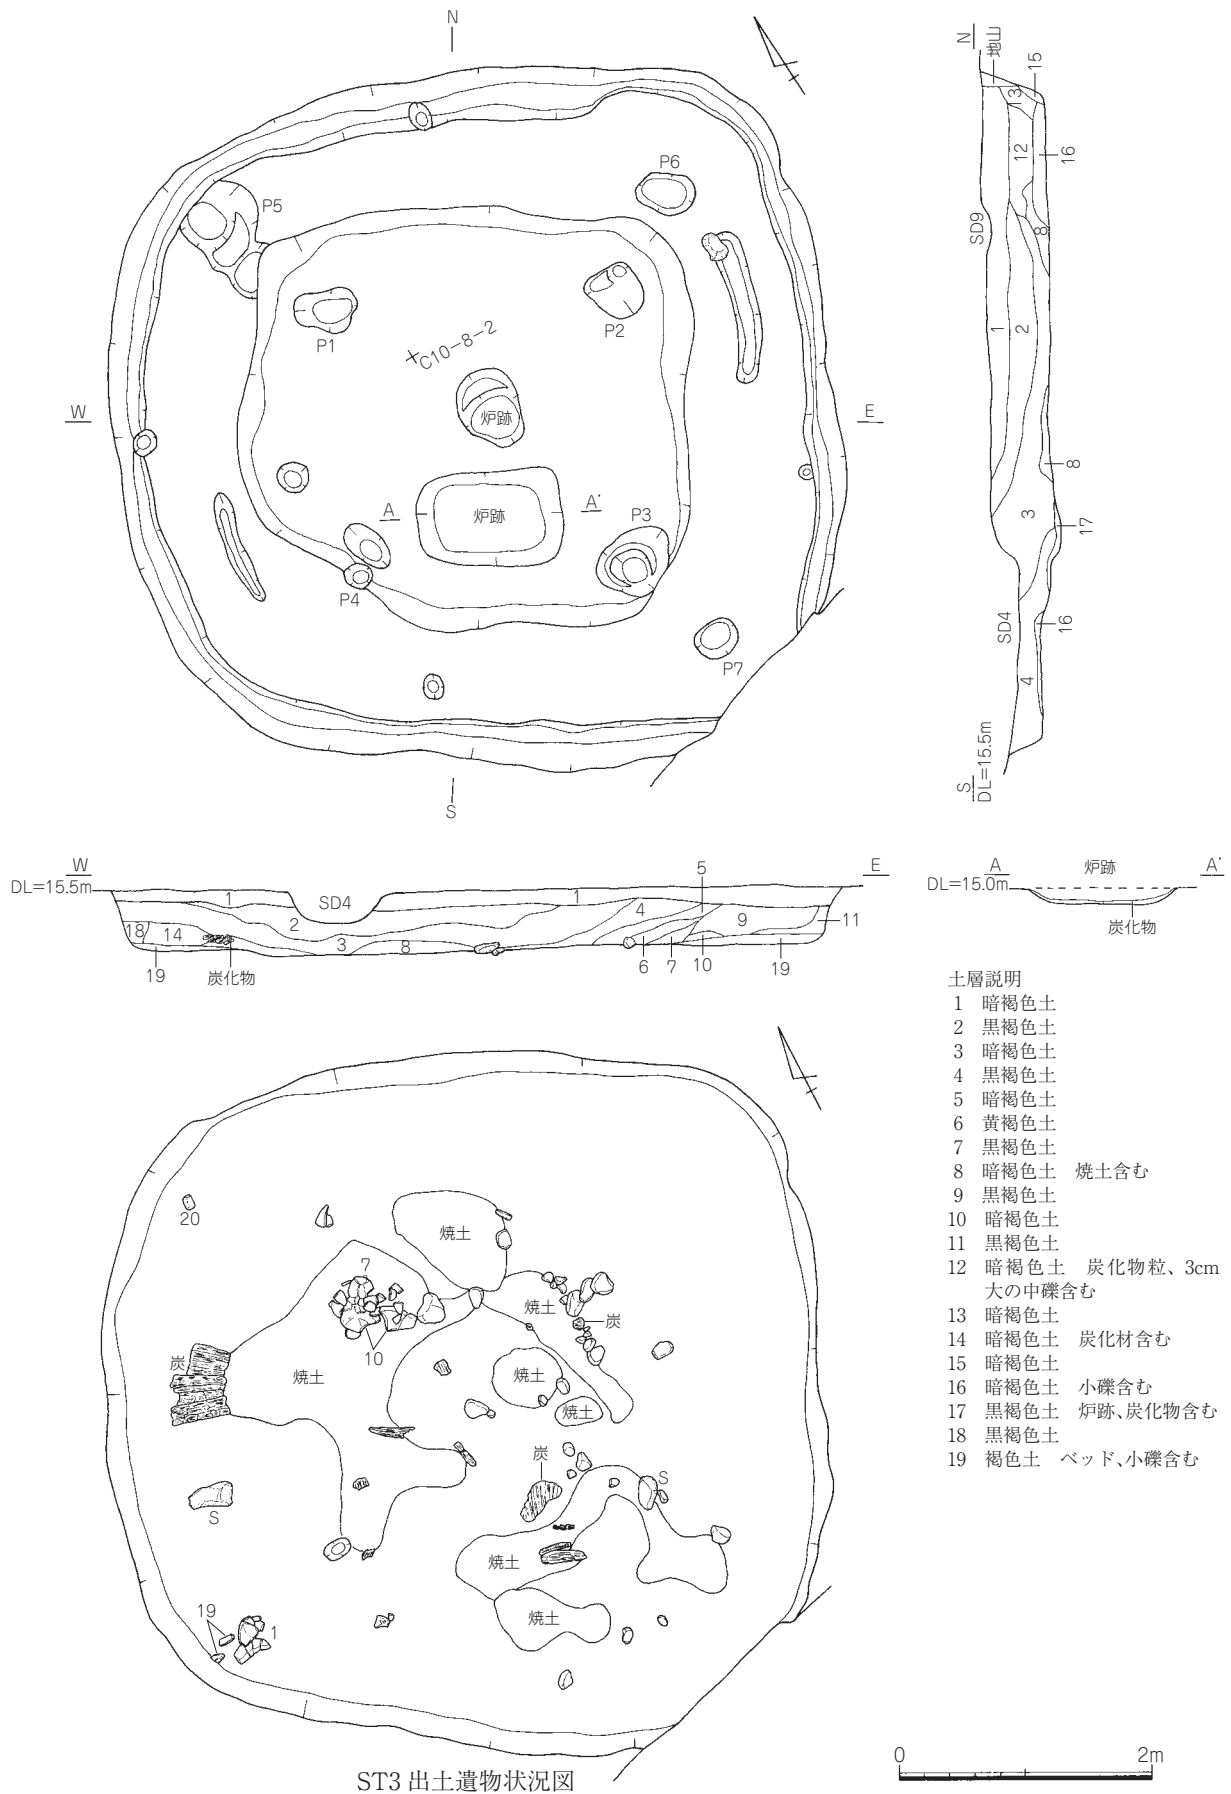 N
P5
P6
P1
P2
C10-8-2
W
E
炉跡
A
炉跡
A'
P3
P4
P7
S
N
地山
15
13
12
16
SD9
8
1
2
8
3
17
SD4
16
4
S
DL=15.5m
W
E
DL=15.5m
1
SD4
1
5
2
4
9
11
18
14
3
8
19
炭化物
6
7
10
19
A
炉跡
A'
DL=15.0m
炭化物
土層説明
1 暗褐色土
2 黒褐色土
3 暗褐色土
4 黒褐色土
5 暗褐色土
6 黄褐色土
7 黒褐色土
8 暗褐色土 焼土含む
9 黒褐色土
10 暗褐色土
11 黒褐色土
12 暗褐色土 炭化物粒、3cm
大の中礫含む
13 暗褐色土
14 暗褐色土 炭化材含む
15 暗褐色土
16 暗褐色土 小礫含む
17 黒褐色土 炉跡、炭化物含む
18 黒褐色土
19 褐色土 ベッド、小礫含む
20
焼土
7
焼土
炭
10
炭
焼土
焼土
焼土
炭
S
S
焼土
焼土
19
1
ST3 出土遺物状況図
0
2m